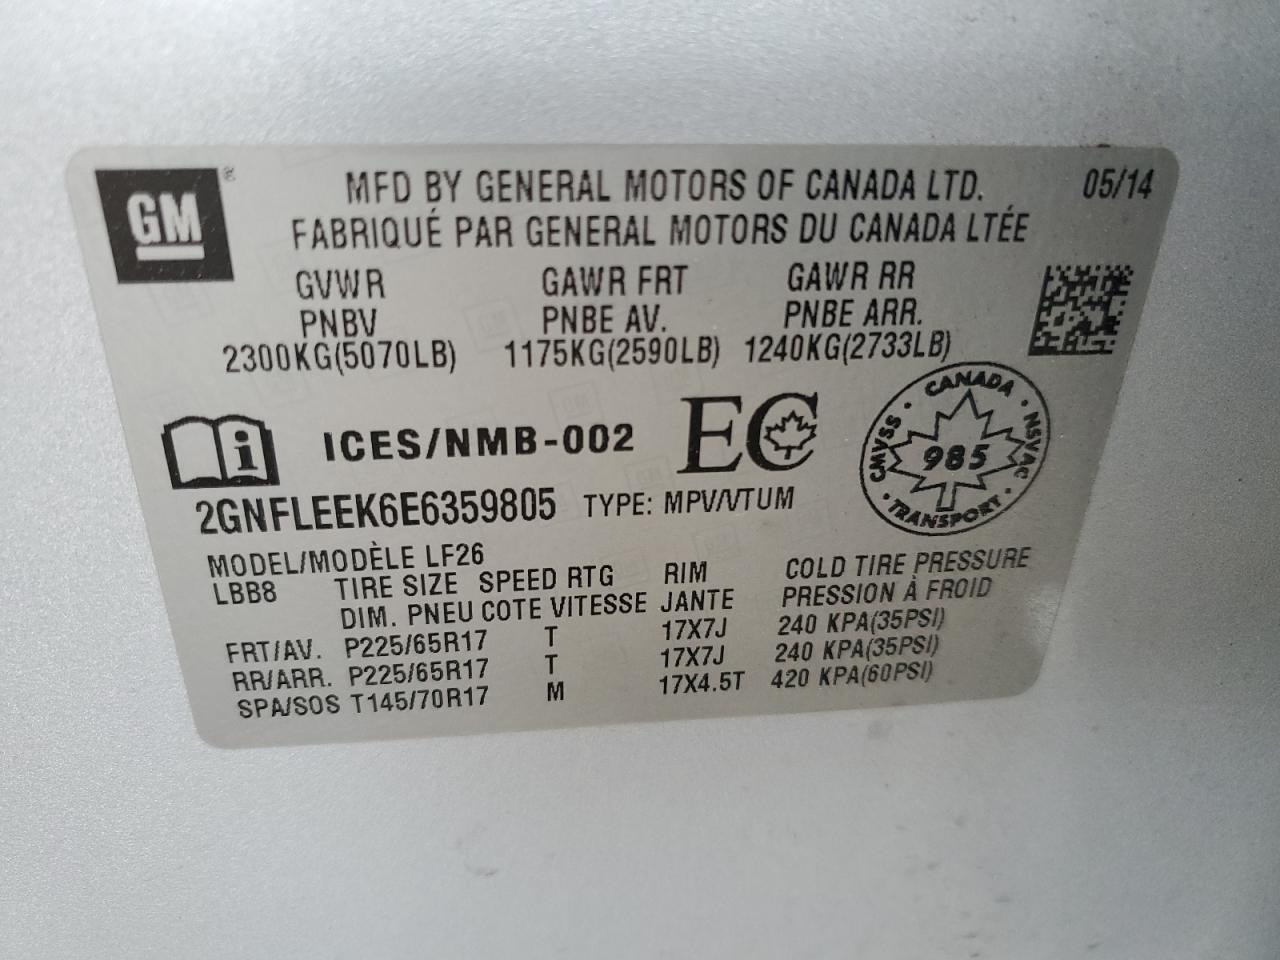 GM®
MFD BY GENERAL MOTORS OF CANADA LTD. 05/14
FABRIQUÉ PAR GENERAL MOTORS DU CANADA LTÉE
GVWR GAWR FRT GAWR RR
PNBV PNBE AV. PNBE ARR.
2300KG(5070LB) 1175KG(2590LB) 1240KG(2733LB)
i ICES/NMB-002 EC
CANADA · NSVAC · TRANSPORT · CMVSS ·
985
2GNFLEEK6E6359805 TYPE: MPV/VTUM
MODEL/MODÈLE LF26
LBB8 TIRE SIZE SPEED RTG RIM COLD TIRE PRESSURE
DIM. PNEU COTE VITESSE JANTE PRESSION À FROID
FRT/AV. P225/65R17 T 17X7J 240 KPA(35PSI)
RR/ARR. P225/65R17 T 17X7J 240 KPA(35PSI)
SPA/SOS T145/70R17 M 17X4.5T 420 KPA(60PSI)